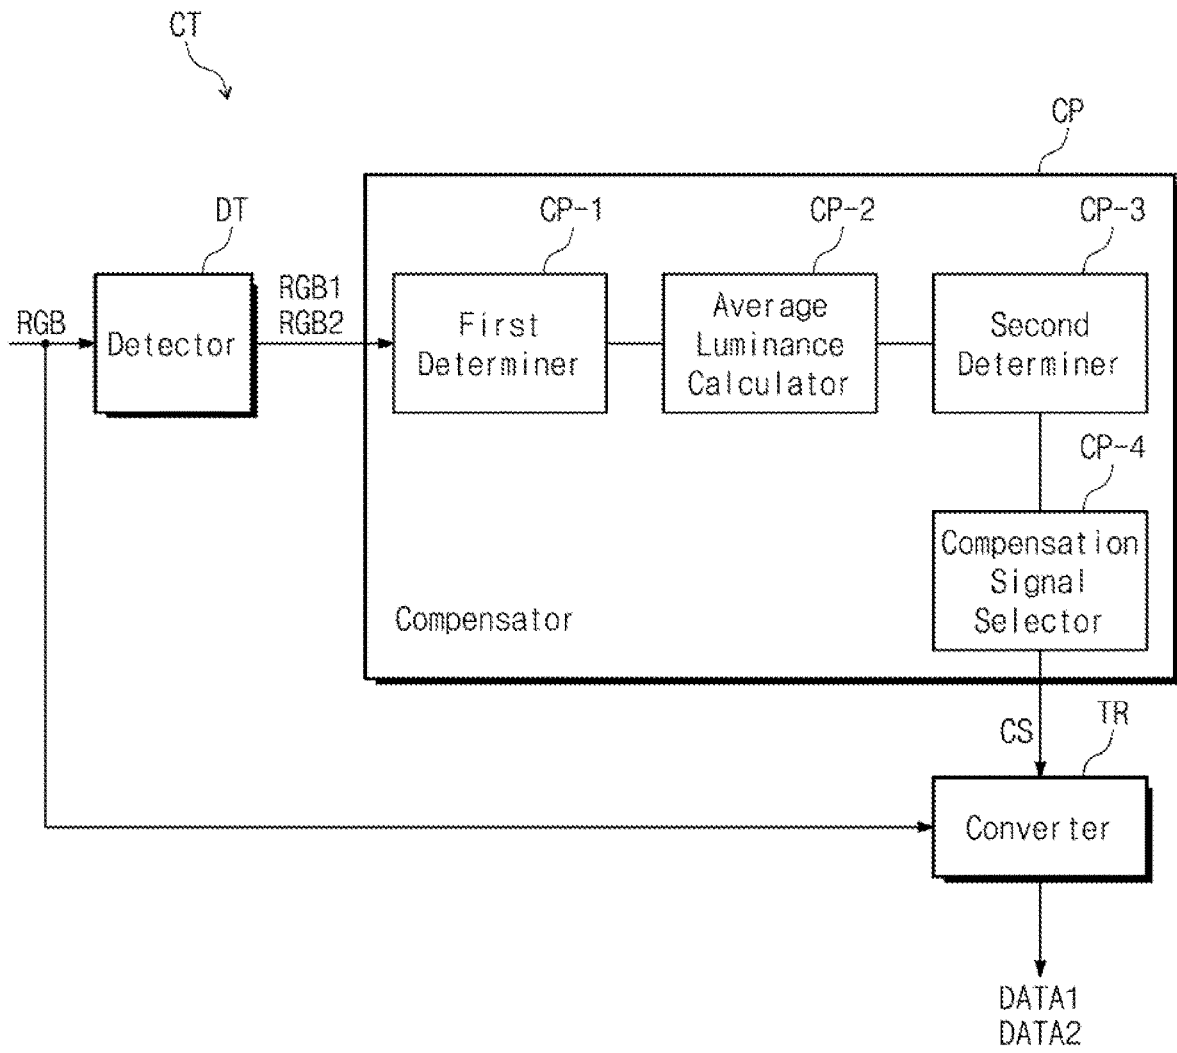 CT
CP
DT
CP-1
CP-2
CP-3
RGB
Detector
RGB1
RGB2
First
Determiner
Average
Luminance
Calculator
Second
Determiner
CP-4
Compensation
Signal
Selector
Compensator
CS
TR
Converter
DATA1
DATA2